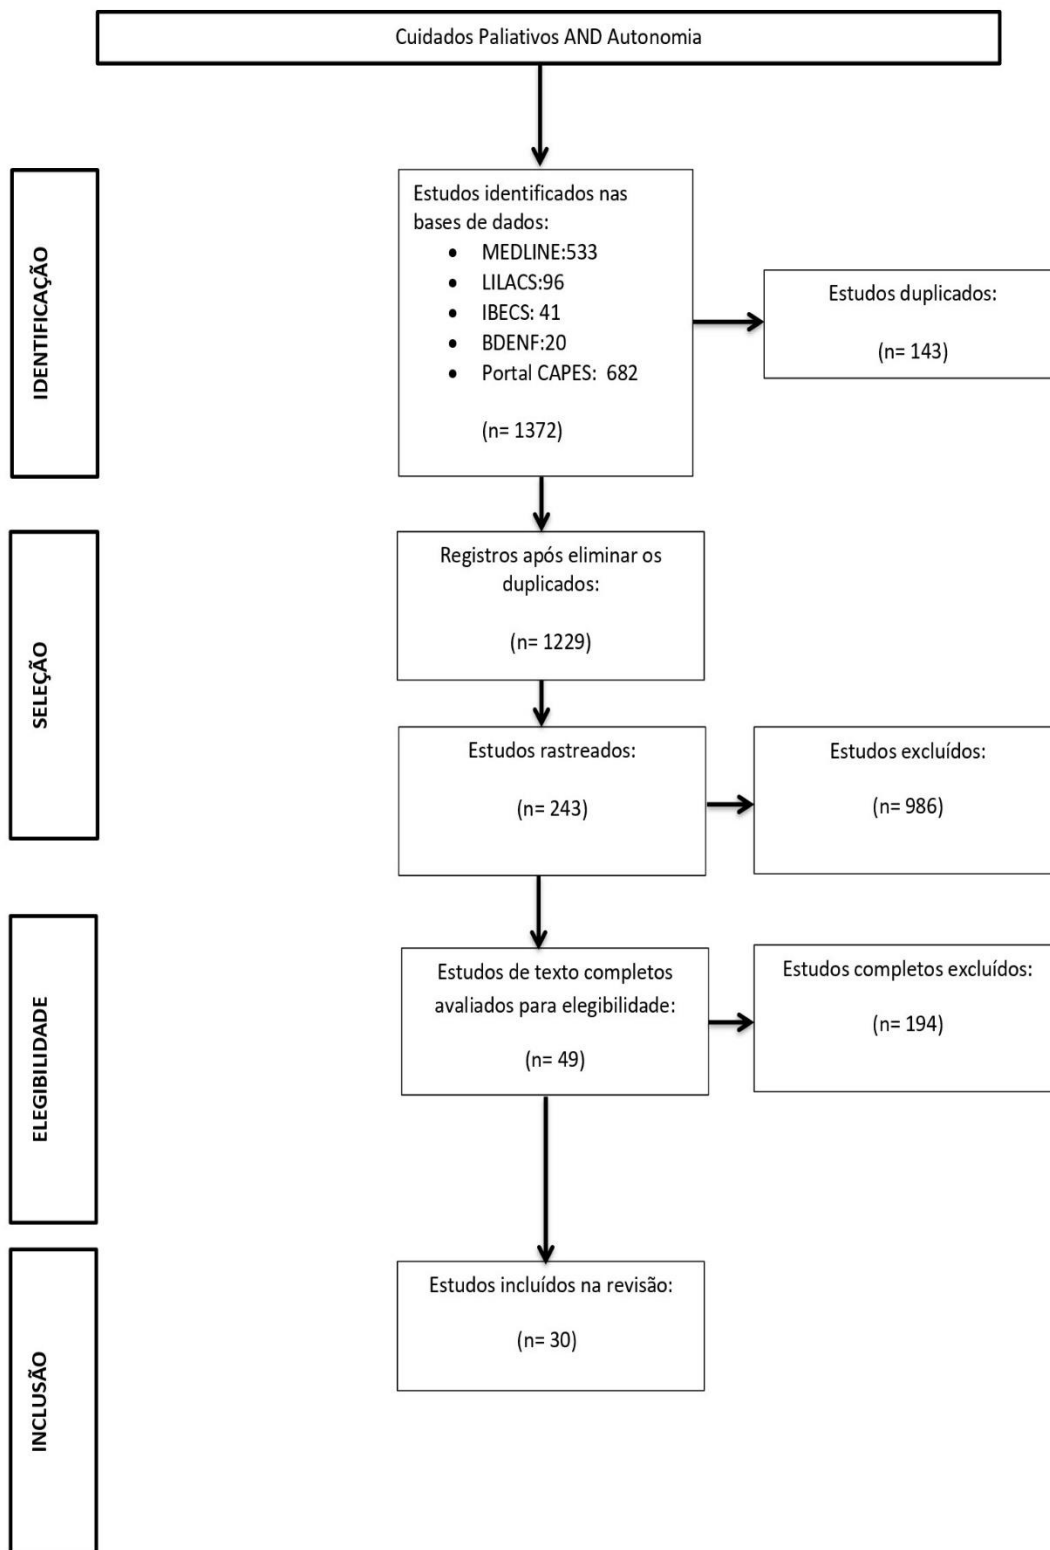 Cuidados Paliativos AND Autonomia
IDENTIFICAÇÃO
Estudos identificados nas
bases de dados:
• MEDLINE:533
• LILACS:96
• IBECS: 41
• BDENF:20
• Portal CAPES: 682
(n= 1372)
Estudos duplicados:
(n= 143)
SELEÇÃO
Registros após eliminar os
duplicados:
(n= 1229)
Estudos rastreados:
(n= 243)
Estudos excluídos:
(n= 986)
ELEGIBILIDADE
Estudos de texto completos
avaliados para elegibilidade:
(n= 49)
Estudos completos excluídos:
(n= 194)
INCLUSÃO
Estudos incluídos na revisão:
(n= 30)